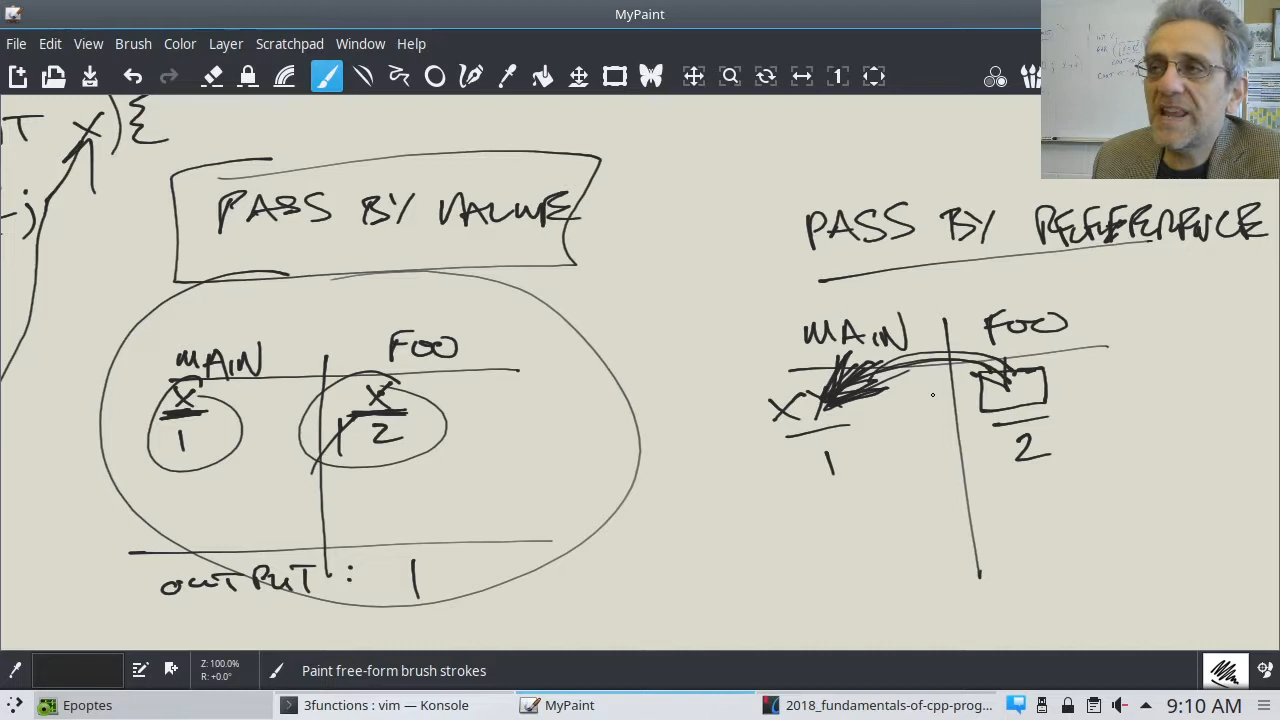 MyPaint
File Edit View Brush Color Layer Scratchpad Window Help
INT X){
PASS BY VALUE
PASS BY REFERENCE
MAIN FOO
X X
1 1 2
OUTPUT: 1
MAIN FOO
X
1 2
Z: 100.0%
R: +0.0°
Paint free-form brush strokes
Epoptes
3functions : vim — Konsole
MyPaint
2018_fundamentals-of-cpp-prog...
9:10 AM